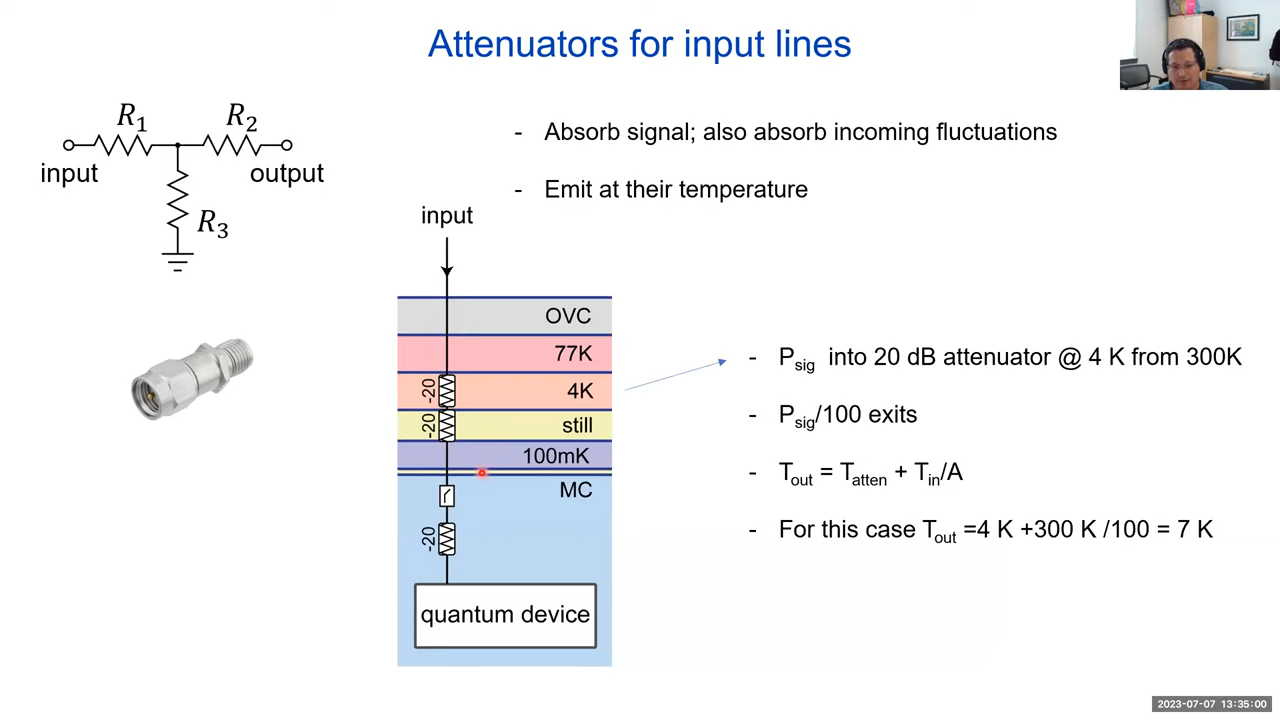 Attenuators for input lines
R1
R2
input
output
R3
- Absorb signal; also absorb incoming fluctuations
- Emit at their temperature
input
OVC
77K
-20
4K
-20
still
100mK
MC
-20
quantum device
- Psig into 20 dB attenuator @ 4 K from 300K
- Psig/100 exits
- Tout = Tatten + Tin/A
- For this case Tout =4 K +300 K /100 = 7 K
2023-07-07 13:35:00